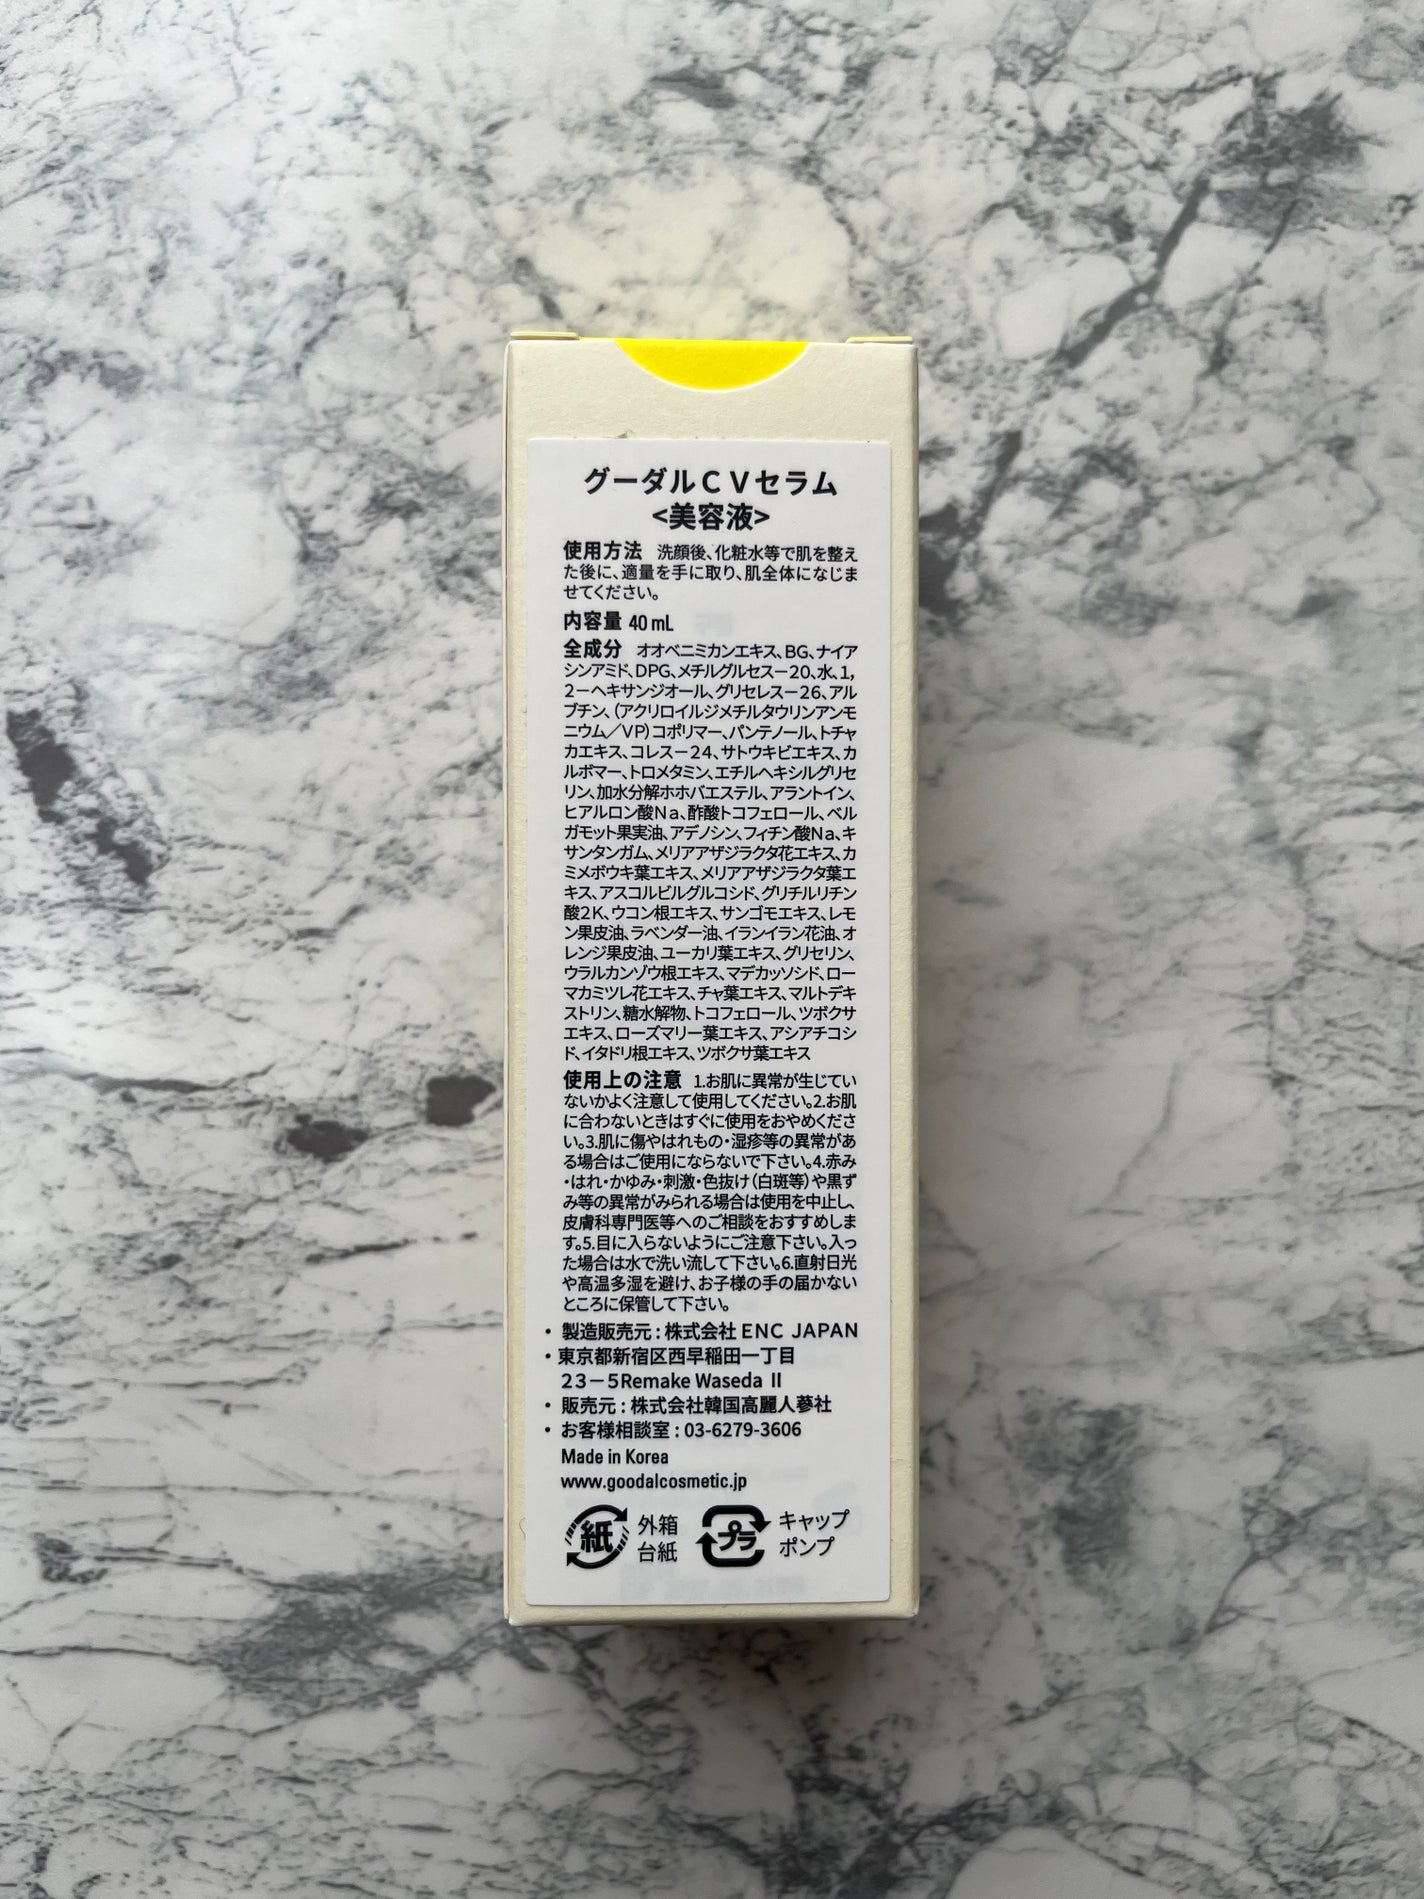 グーダルＣＶセラム
<美容液>
使用方法　洗顔後、化粧水等で肌を整え
た後に、適量を手に取り、肌全体になじま
せてください。
内容量 40 mL
全成分　オオベニミカンエキス、BG、ナイア
シンアミド、DPG、メチルグルセスー20、水、1,
2ーヘキサンジオール、グリセレスー26、アル
ブチン、（アクリロイルジメチルタウリンアンモ
ニウム／VP）コポリマー、パンテノール、トチャ
カエキス、コレスー24、サトウキビエキス、カ
ルボマー、トロメタミン、エチルヘキシルグリセ
リン、加水分解ホホバエステル、アラントイン、
ヒアルロン酸Ｎａ、酢酸トコフェロール、ベル
ガモット果実油、アデノシン、フィチン酸Ｎａ、キ
サンタンガム、メリアアザジラクタ花エキス、カ
ミメボウキ葉エキス、メリアアザジラクタ葉エ
キス、アスコルビルグルコシド、グリチルリチン
酸2K、ウコン根エキス、サンゴモエキス、レモ
ン果皮油、ラベンダー油、イランイラン花油、オ
レンジ果皮油、ユーカリ葉エキス、グリセリン、
ウラルカンゾウ根エキス、マデカッソシド、ロー
マカミツレ花エキス、チャ葉エキス、マルトデキ
ストリン、糖水解物、トコフェロール、ツボクサ
エキス、ローズマリー葉エキス、アシアチコシ
ド、イタドリ根エキス、ツボクサ葉エキス
使用上の注意　1.お肌に異常が生じてい
ないかよく注意して使用してください。2.お肌
に合わないときはすぐに使用をおやめくださ
い。3.肌に傷やはれもの・湿疹等の異常があ
る場合はご使用にならないで下さい。4.赤み
・はれ・かゆみ・刺激・色抜け（白斑等）や黒ず
み等の異常がみられる場合は使用を中止し、
皮膚科専門医等へのご相談をおすすめしま
す。5.目に入らないようにご注意下さい。入っ
た場合は水で洗い流して下さい。6.直射日光
や高温多湿を避け、お子様の手の届かない
ところに保管して下さい。
・ 製造販売元 : 株式会社 ENC JAPAN
・東京都新宿区西早稲田一丁目
23－5Remake Waseda Ⅱ
・ 販売元 : 株式会社韓国高麗人蔘社
・ お客様相談室 : 03-6279-3606
Made in Korea
www.goodalcosmetic.jp
紙 外箱 プラ キャップ
台紙 ポンプ